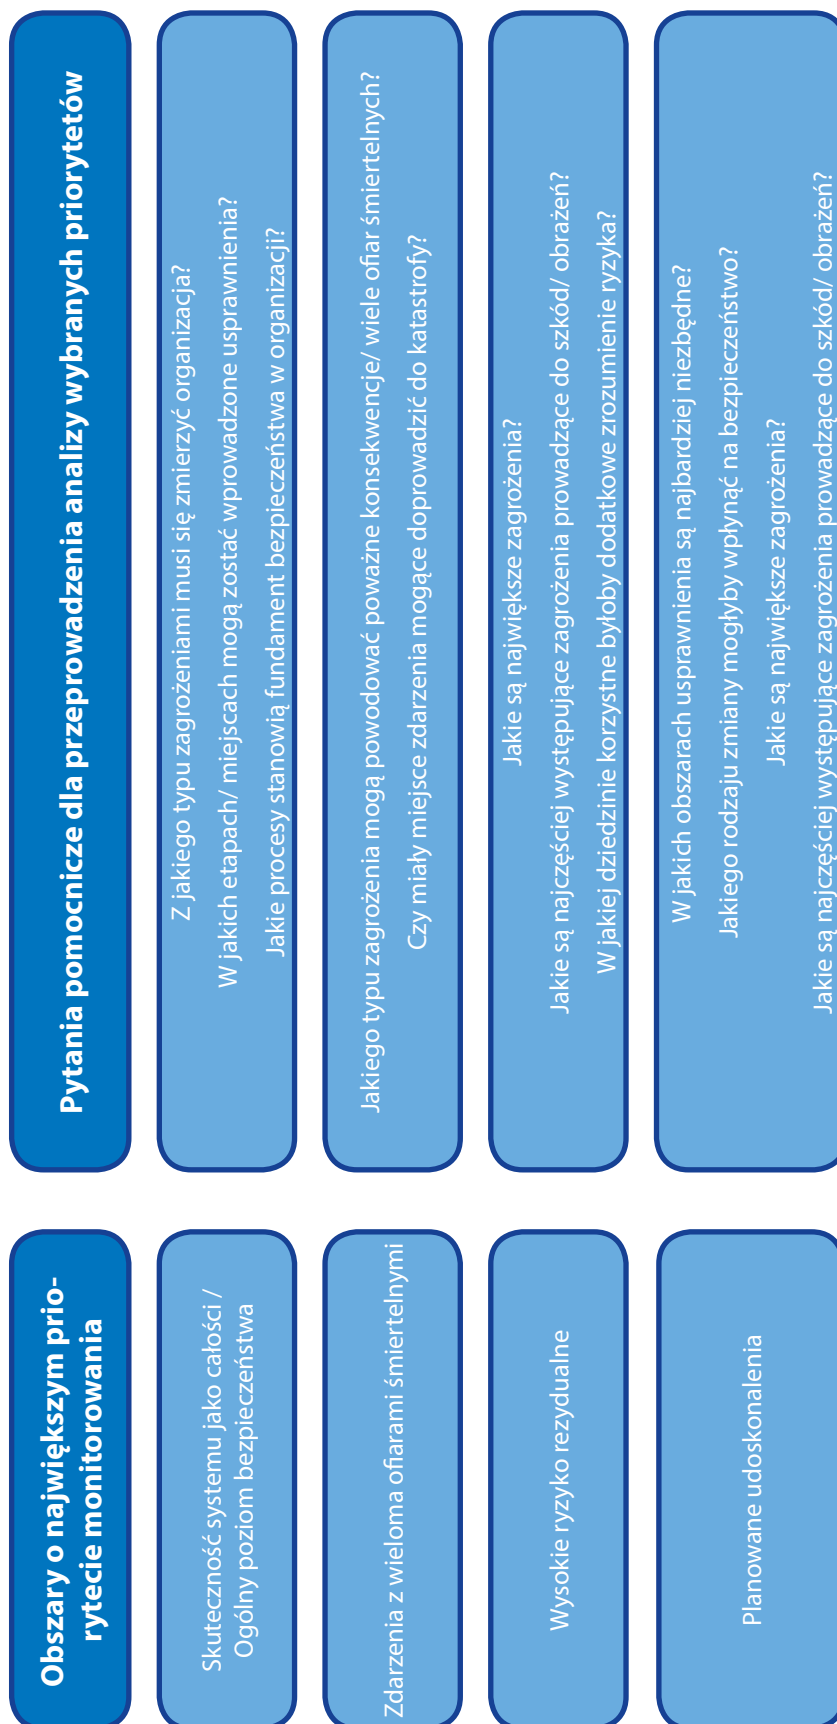 Obszary o największym prio-
rytecie monitorowania
Pytania pomocnicze dla przeprowadzenia analizy wybranych priorytetów
Skuteczność systemu jako całości /
Ogólny poziom bezpieczeństwa
Z jakiego typu zagrożeniami musi się zmierzyć organizacja?
W jakich etapach/ miejscach mogą zostać wprowadzone usprawnienia?
Jakie procesy stanowią fundament bezpieczeństwa w organizacji?
Zdarzenia z wieloma ofiarami śmiertelnymi
Jakiego typu zagrożenia mogą powodować poważne konsekwencje/ wiele ofiar śmiertelnych?
Czy miały miejsce zdarzenia mogące doprowadzić do katastrofy?
Wysokie ryzyko rezydualne
Jakie są największe zagrożenia?
Jakie są najczęściej występujące zagrożenia prowadzące do szkód/ obrażeń?
W jakiej dziedzinie korzystne byłoby dodatkowe zrozumienie ryzyka?
Planowane udoskonalenia
W jakich obszarach usprawnienia są najbardziej niezbędne?
Jakiego rodzaju zmiany mogłyby wpłynąć na bezpieczeństwo?
Jakie są największe zagrożenia?
Jakie są najczęściej występujące zagrożenia prowadzące do szkód/ obrażeń?